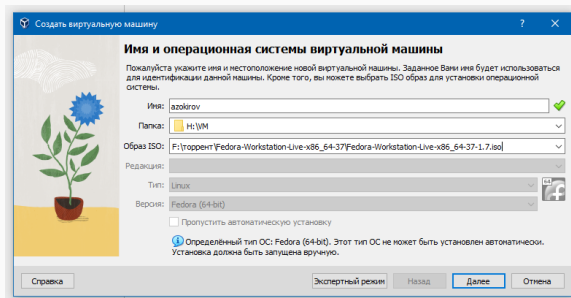 Создать виртуальную машину
Имя и операционная системы виртуальной машины
Пожалуйста укажите имя и местоположение новой виртуальной машины. Заданное Вами имя будет использоваться
для идентификации данной машины. Кроме того, вы можете выбрать ISO образ для установки операционной
системы.
Имя: azokirov
Папка: H:\VM
Образ ISO: F:\торрент\Fedora-Workstation-Live-x86_64-37\Fedora-Workstation-Live-x86_64-37-1.7.iso
Редакция:
Тип: Linux
64
Версия: Fedora (64-bit)
Пропустить автоматическую установку
Определённый тип ОС: Fedora (64-bit). Этот тип ОС не может быть установлен автоматически.
Установка должна быть запущена вручную.
Справка Экспертный режим Назад Далее Отмена